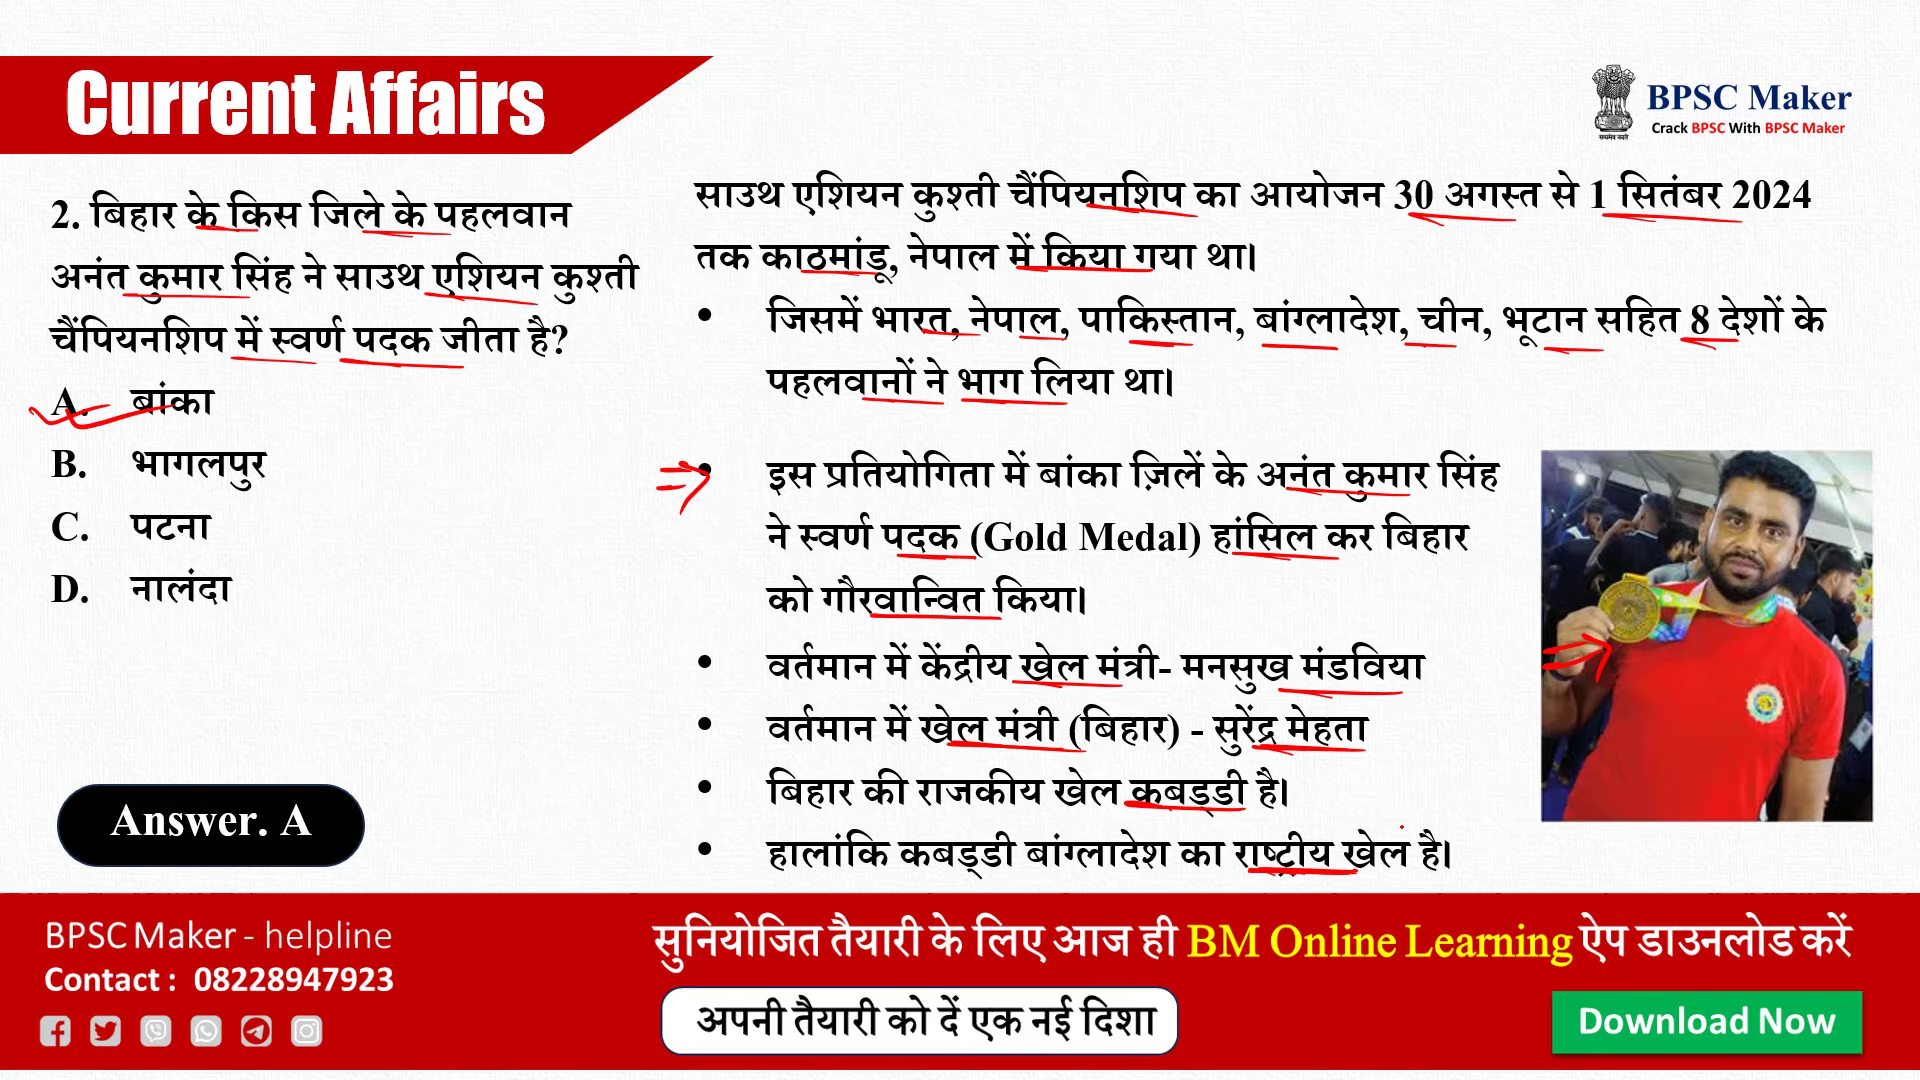 Current Affairs
BPSC Maker
Crack BPSC With BPSC Maker
2. बिहार के किस जिले के पहलवान
अनंत कुमार सिंह ने साउथ एशियन कुश्ती
चैंपियनशिप में स्वर्ण पदक जीता है?
A. बांका
B. भागलपुर
C. पटना
D. नालंदा
Answer. A
साउथ एशियन कुश्ती चैंपियनशिप का आयोजन 30 अगस्त से 1 सितंबर 2024
तक काठमांडू, नेपाल में किया गया था।
• जिसमें भारत, नेपाल, पाकिस्तान, बांग्लादेश, चीन, भूटान सहित 8 देशों के
पहलवानों ने भाग लिया था।
• इस प्रतियोगिता में बांका ज़िलें के अनंत कुमार सिंह
ने स्वर्ण पदक (Gold Medal) हांसिल कर बिहार
को गौरवान्वित किया।
• वर्तमान में केंद्रीय खेल मंत्री- मनसुख मंडविया
• वर्तमान में खेल मंत्री (बिहार) - सुरेंद्र मेहता
• बिहार की राजकीय खेल कबड्डी है।
• हालांकि कबड्डी बांग्लादेश का राष्ट्रीय खेल है।
BPSC Maker - helpline
Contact : 08228947923
सुनियोजित तैयारी के लिए आज ही BM Online Learning ऐप डाउनलोड करें
अपनी तैयारी को दें एक नई दिशा
Download Now